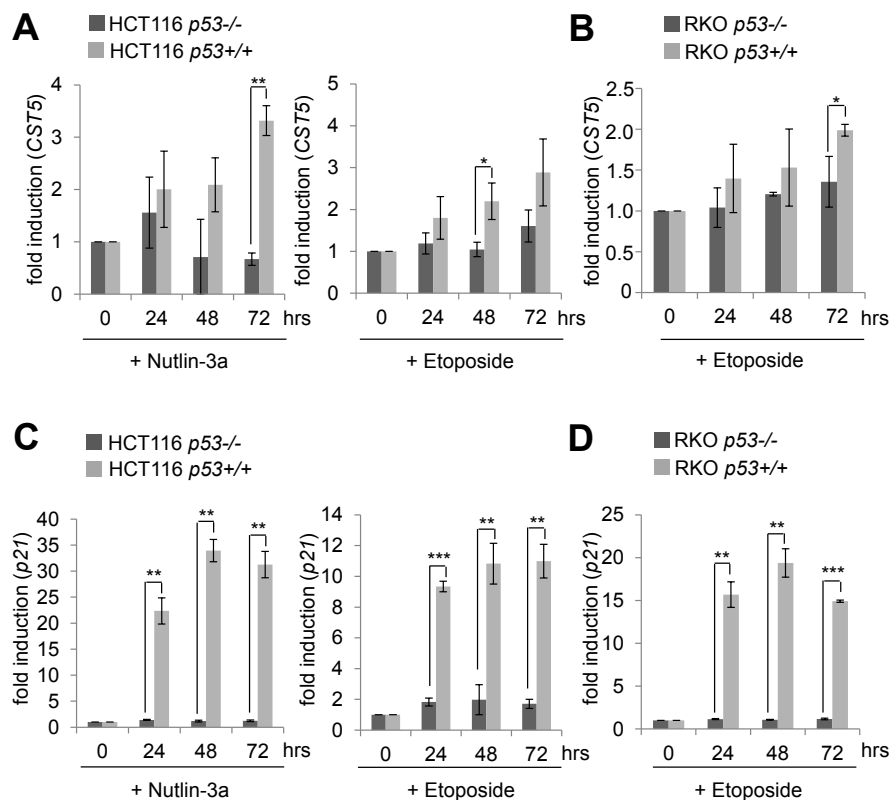 A
HCT116 p53-/-
HCT116 p53+/+
fold induction (CST5)
4
3
2
1
0
**
0 24 48 72 hrs
+ Nutlin-3a
fold induction (CST5)
5
4
3
2
1
0
*
0 24 48 72 hrs
+ Etoposide
B
RKO p53-/-
RKO p53+/+
fold induction (CST5)
2.5
2.0
1.5
1.0
0.5
0
*
0 24 48 72 hrs
+ Etoposide
C
HCT116 p53-/-
HCT116 p53+/+
fold induction (p21)
40
35
30
25
20
15
10
5
0
** ** **
0 24 48 72 hrs
+ Nutlin-3a
fold induction (p21)
14
12
10
8
6
4
2
0
*** ** **
0 24 48 72 hrs
+ Etoposide
D
RKO p53-/-
RKO p53+/+
fold induction (p21)
25
20
15
10
5
0
** ** ***
0 24 48 72 hrs
+ Etoposide